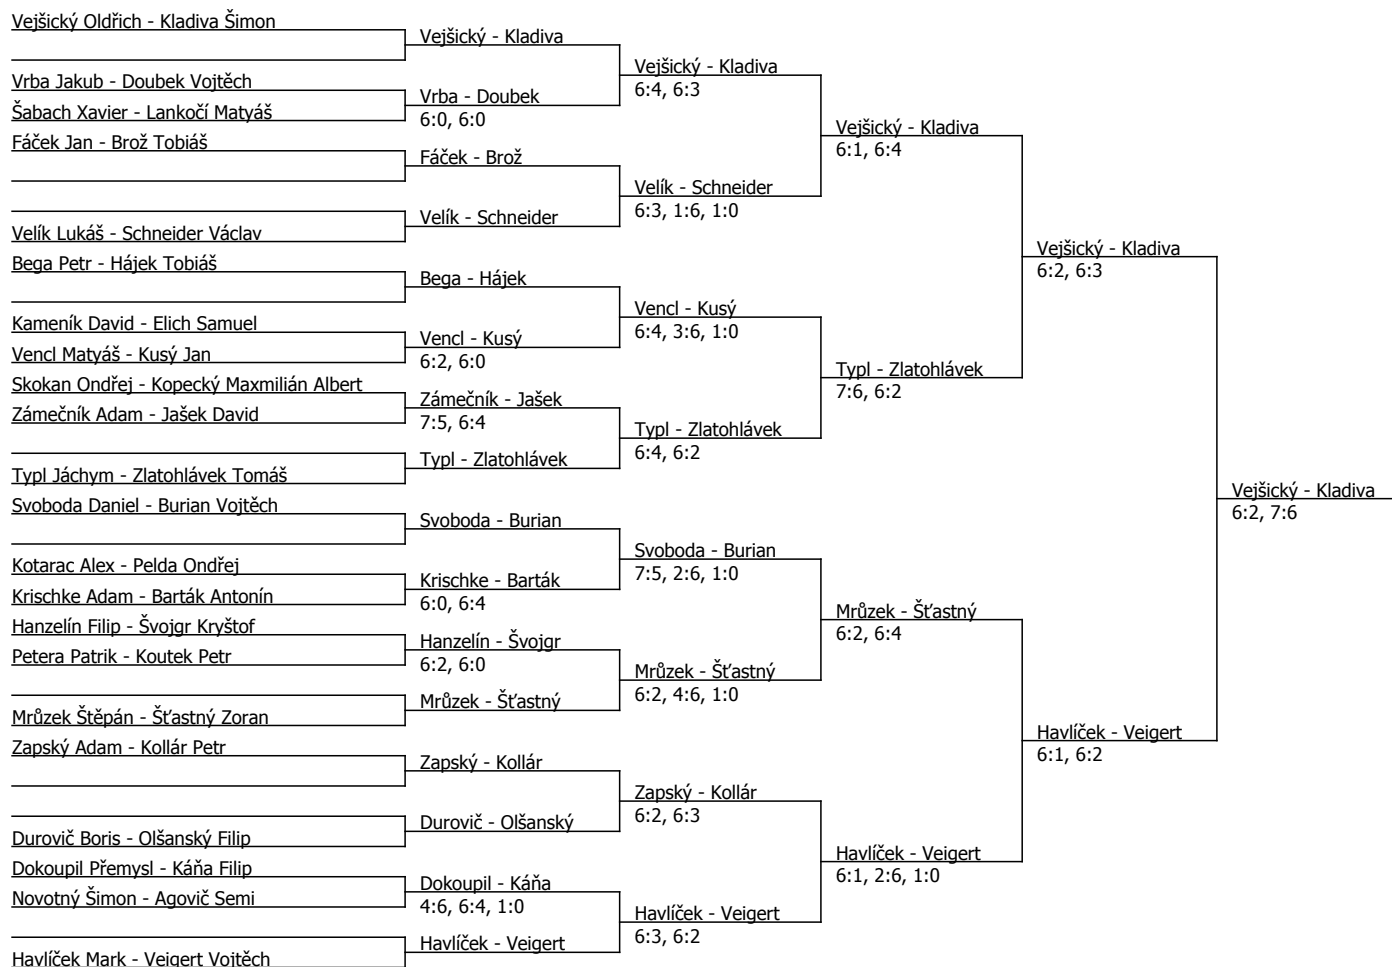 Vejšický Oldřich - Kladiva Šimon
Vrba Jakub - Doubek Vojtěch
Šabach Xavier - Lankočí Matyáš
Fáček Jan - Brož Tobiáš
Velík Lukáš - Schneider Václav
Bega Petr - Hájek Tobiáš
Kameník David - Elich Samuel
Vencl Matyáš - Kusý Jan
Skokan Ondřej - Kopecký Maxmilián Albert
Zámečník Adam - Jašek David
Typl Jáchym - Zlatohlávek Tomáš
Svoboda Daniel - Burian Vojtěch
Kotarac Alex - Pelda Ondřej
Krischke Adam - Barták Antonín
Hanzelín Filip - Švojgr Kryštof
Petera Patrik - Koutek Petr
Mrůzek Štěpán - Šťastný Zoran
Zapský Adam - Kollár Petr
Durovič Boris - Olšanský Filip
Dokoupil Přemysl - Káňa Filip
Novotný Šimon - Agovič Semi
Havlíček Mark - Veigert Vojtěch
Vejšický - Kladiva
Vrba - Doubek
6:0, 6:0
Fáček - Brož
Velík - Schneider
Bega - Hájek
Vencl - Kusý
6:2, 6:0
Zámečník - Jašek
7:5, 6:4
Typl - Zlatohlávek
Svoboda - Burian
Krischke - Barták
6:0, 6:4
Hanzelín - Švojgr
6:2, 6:0
Mrůzek - Šťastný
Zapský - Kollár
Durovič - Olšanský
Dokoupil - Káňa
4:6, 6:4, 1:0
Havlíček - Veigert
Vejšický - Kladiva
6:4, 6:3
Velík - Schneider
6:3, 1:6, 1:0
Vencl - Kusý
6:4, 3:6, 1:0
Typl - Zlatohlávek
6:4, 6:2
Svoboda - Burian
7:5, 2:6, 1:0
Mrůzek - Šťastný
6:2, 4:6, 1:0
Zapský - Kollár
6:2, 6:3
Havlíček - Veigert
6:3, 6:2
Vejšický - Kladiva
6:1, 6:4
Typl - Zlatohlávek
7:6, 6:2
Mrůzek - Šťastný
6:2, 6:4
Havlíček - Veigert
6:1, 2:6, 1:0
Vejšický - Kladiva
6:2, 6:3
Havlíček - Veigert
6:1, 6:2
Vejšický - Kladiva
6:2, 7:6